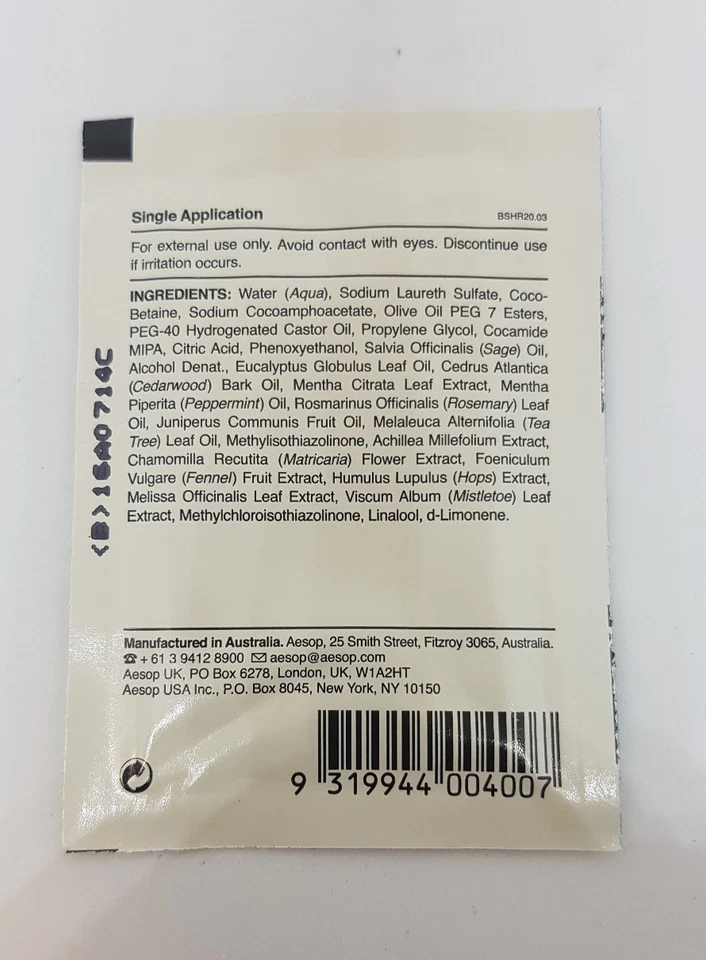 Single Application
BSHR20.03
For external use only. Avoid contact with eyes. Discontinue use
if irritation occurs.
INGREDIENTS: Water (Aqua), Sodium Laureth Sulfate, Coco-
Betaine, Sodium Cocoamphoacetate, Olive Oil PEG 7 Esters,
PEG-40 Hydrogenated Castor Oil, Propylene Glycol, Cocamide
MIPA, Citric Acid, Phenoxyethanol, Salvia Officinalis (Sage) Oil,
Alcohol Denat., Eucalyptus Globulus Leaf Oil, Cedrus Atlantica
(Cedarwood) Bark Oil, Mentha Citrata Leaf Extract, Mentha
Piperita (Peppermint) Oil, Rosmarinus Officinalis (Rosemary) Leaf
Oil, Juniperus Communis Fruit Oil, Melaleuca Alternifolia (Tea
Tree) Leaf Oil, Methylisothiazolinone, Achillea Millefolium Extract,
Chamomilla Recutita (Matricaria) Flower Extract, Foeniculum
Vulgare (Fennel) Fruit Extract, Humulus Lupulus (Hops) Extract,
Melissa Officinalis Leaf Extract, Viscum Album (Mistletoe) Leaf
Extract, Methylchloroisothiazolinone, Linalool, d-Limonene.
<B>16A0714C
Manufactured in Australia. Aesop, 25 Smith Street, Fitzroy 3065, Australia.
☎ + 61 3 9412 8900 ✉ aesop@aesop.com
Aesop UK, PO Box 6278, London, UK, W1A2HT
Aesop USA Inc., P.O. Box 8045, New York, NY 10150
9 319944 004007